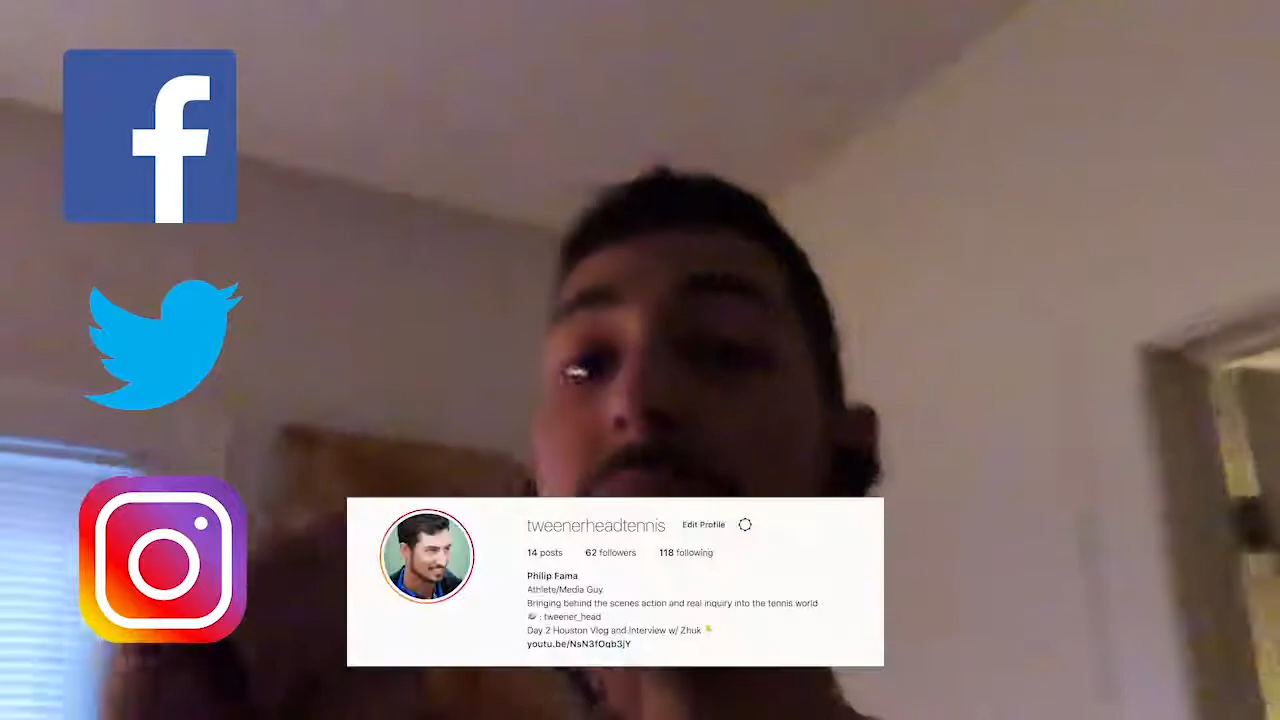 tweenerheadtennis Edit Profile
14 posts 62 followers 118 following
Philip Fama
Athlete/Media Guy
Bringing behind the scenes action and real inquiry into the tennis world
: tweener_head
Day 2 Houston Vlog and Interview w/ Zhuk
youtu.be/NsN3fOqb3jY